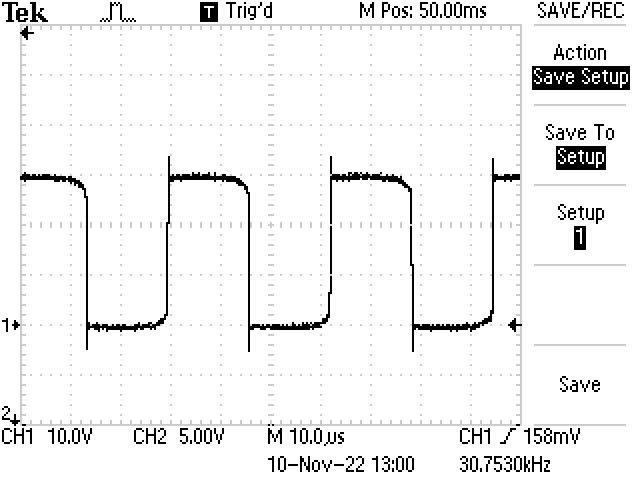 Tek T Trig'd M Pos: 50.00ms SAVE/REC
Action
Save Setup
Save To
Setup
Setup
1
1
Save
2
CH1 10.0V CH2 5.00V M 10.0µs CH1 158mV
10-Nov-22 13:00 30.7530kHz